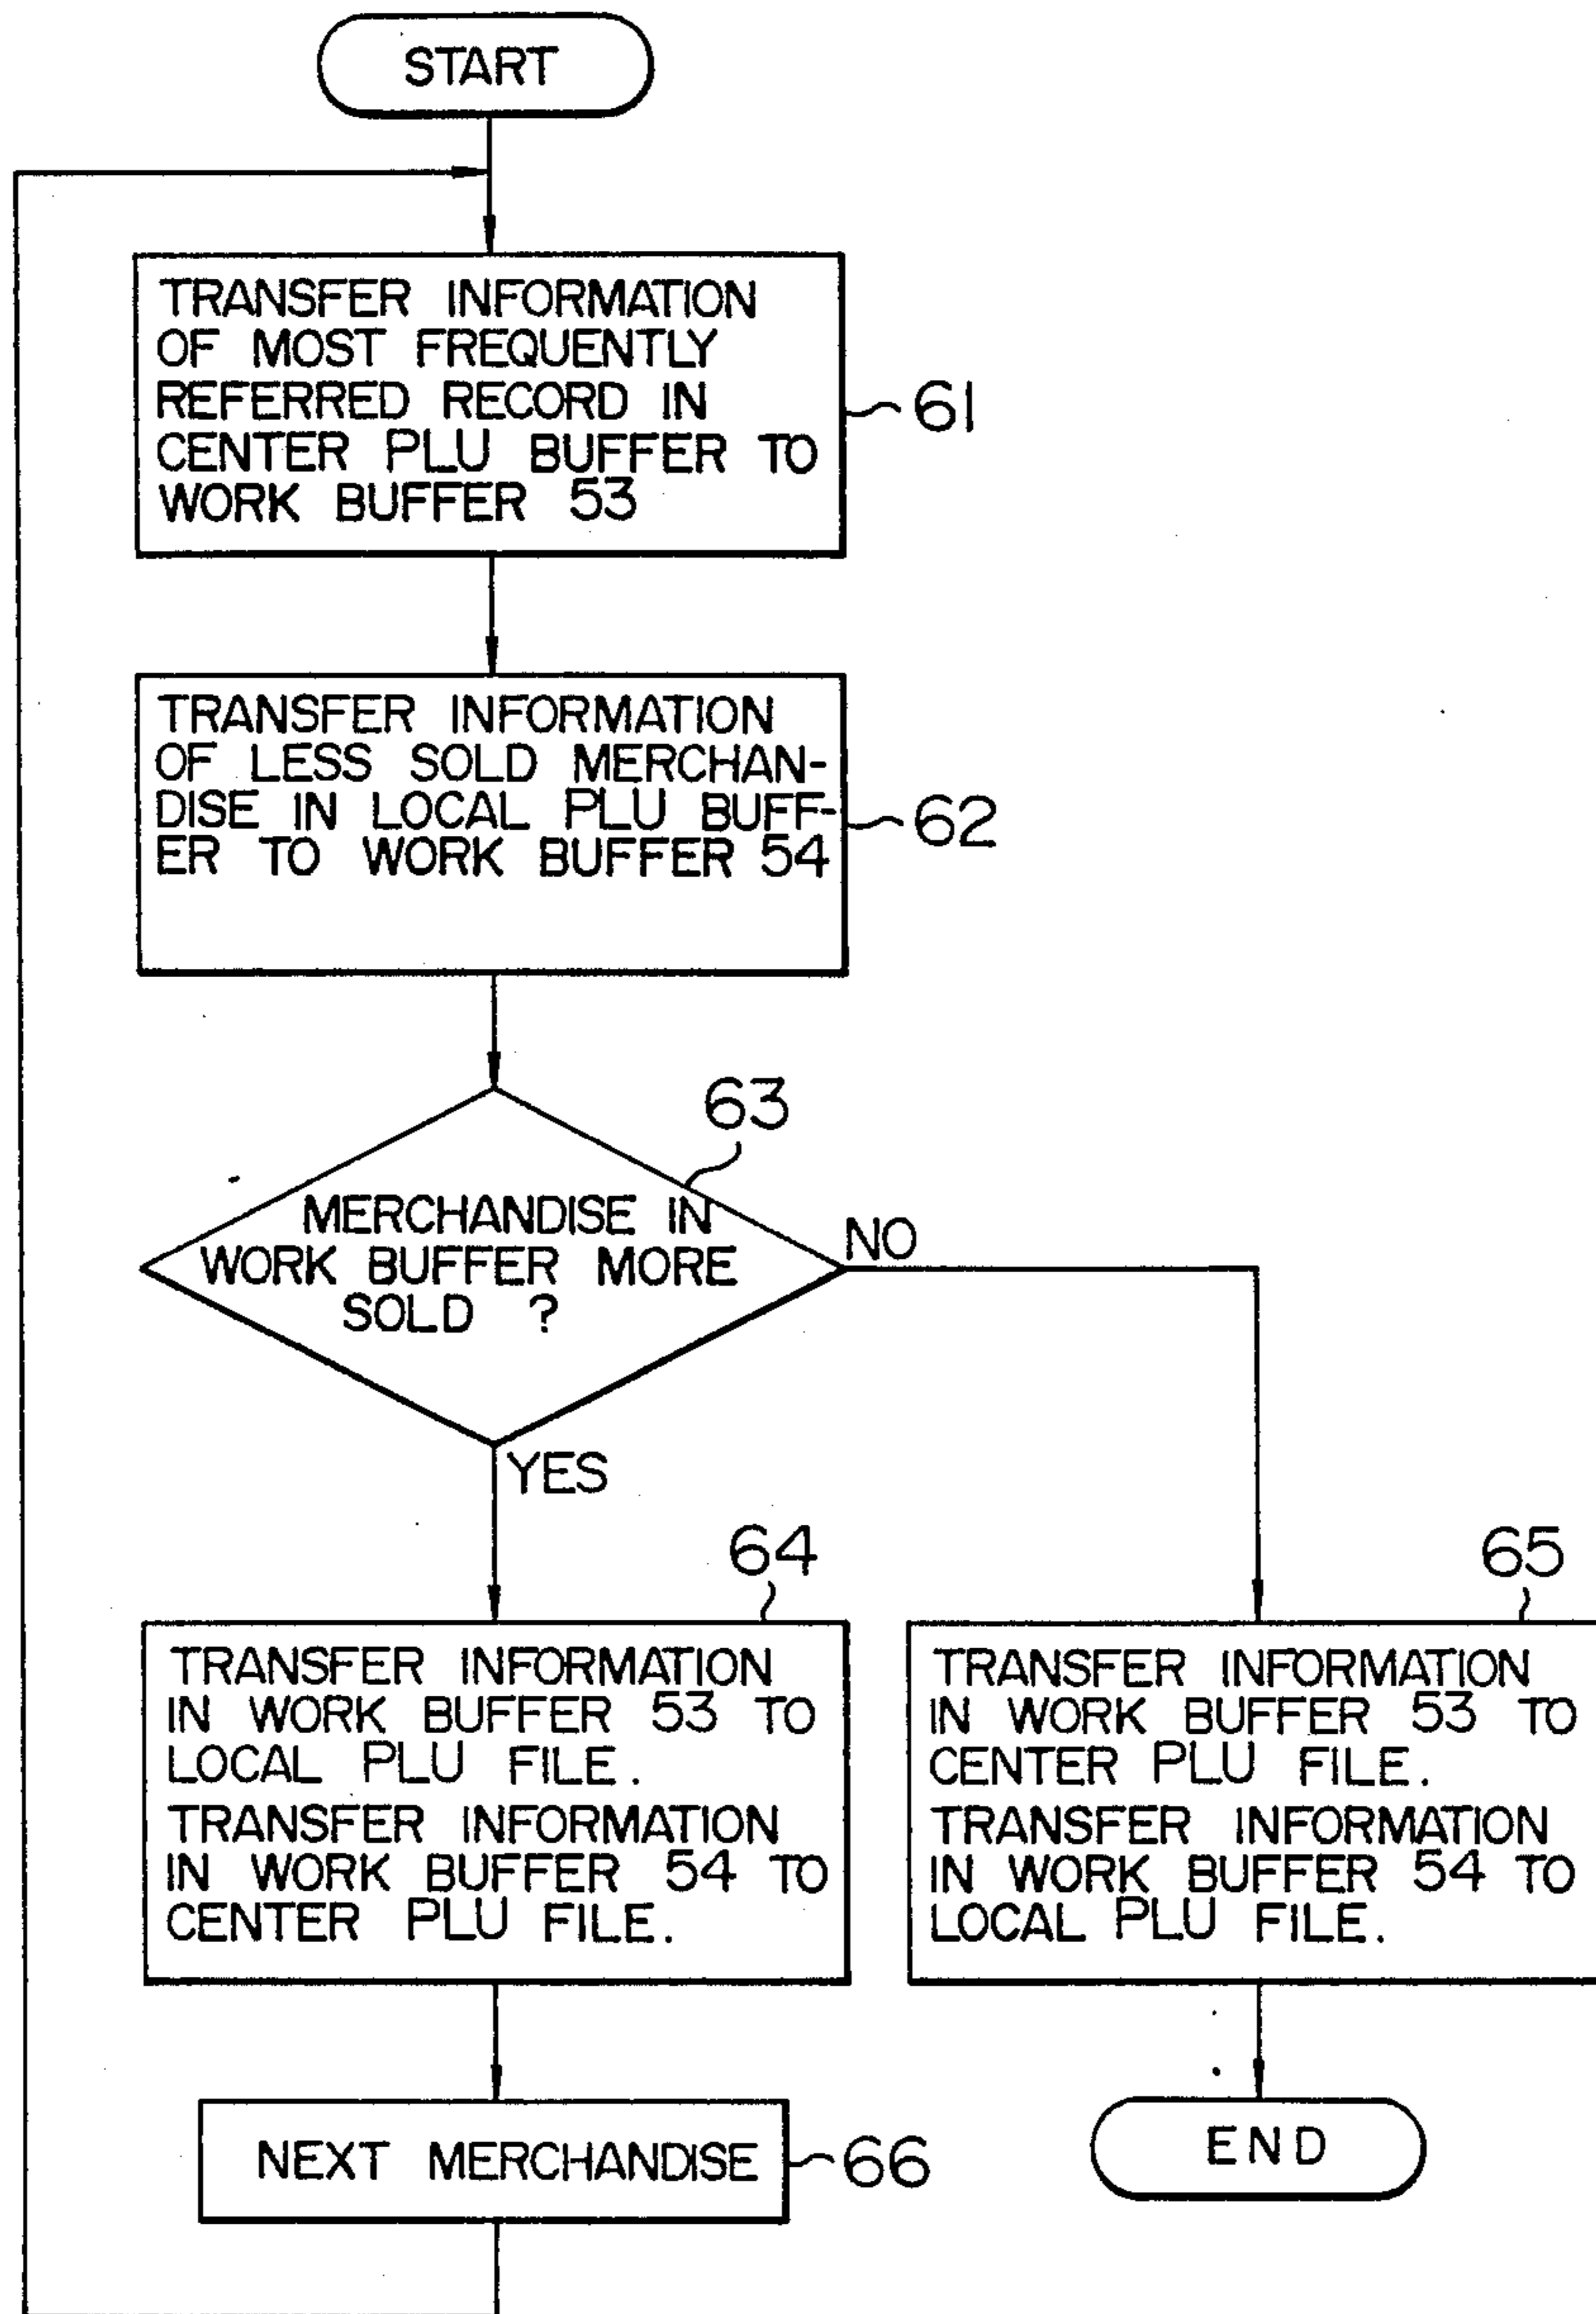 START
TRANSFER INFORMATION
OF MOST FREQUENTLY
REFERRED RECORD IN
CENTER PLU BUFFER TO
WORK BUFFER 53
61
TRANSFER INFORMATION
OF LESS SOLD MERCHAN-
DISE IN LOCAL PLU BUFF-
ER TO WORK BUFFER 54
62
63
MERCHANDISE IN
WORK BUFFER MORE
SOLD ?
NO
YES
64
TRANSFER INFORMATION
IN WORK BUFFER 53 TO
LOCAL PLU FILE.
TRANSFER INFORMATION
IN WORK BUFFER 54 TO
CENTER PLU FILE.
65
TRANSFER INFORMATION
IN WORK BUFFER 53 TO
CENTER PLU FILE.
TRANSFER INFORMATION
IN WORK BUFFER 54 TO
LOCAL PLU FILE.
NEXT MERCHANDISE
66
END